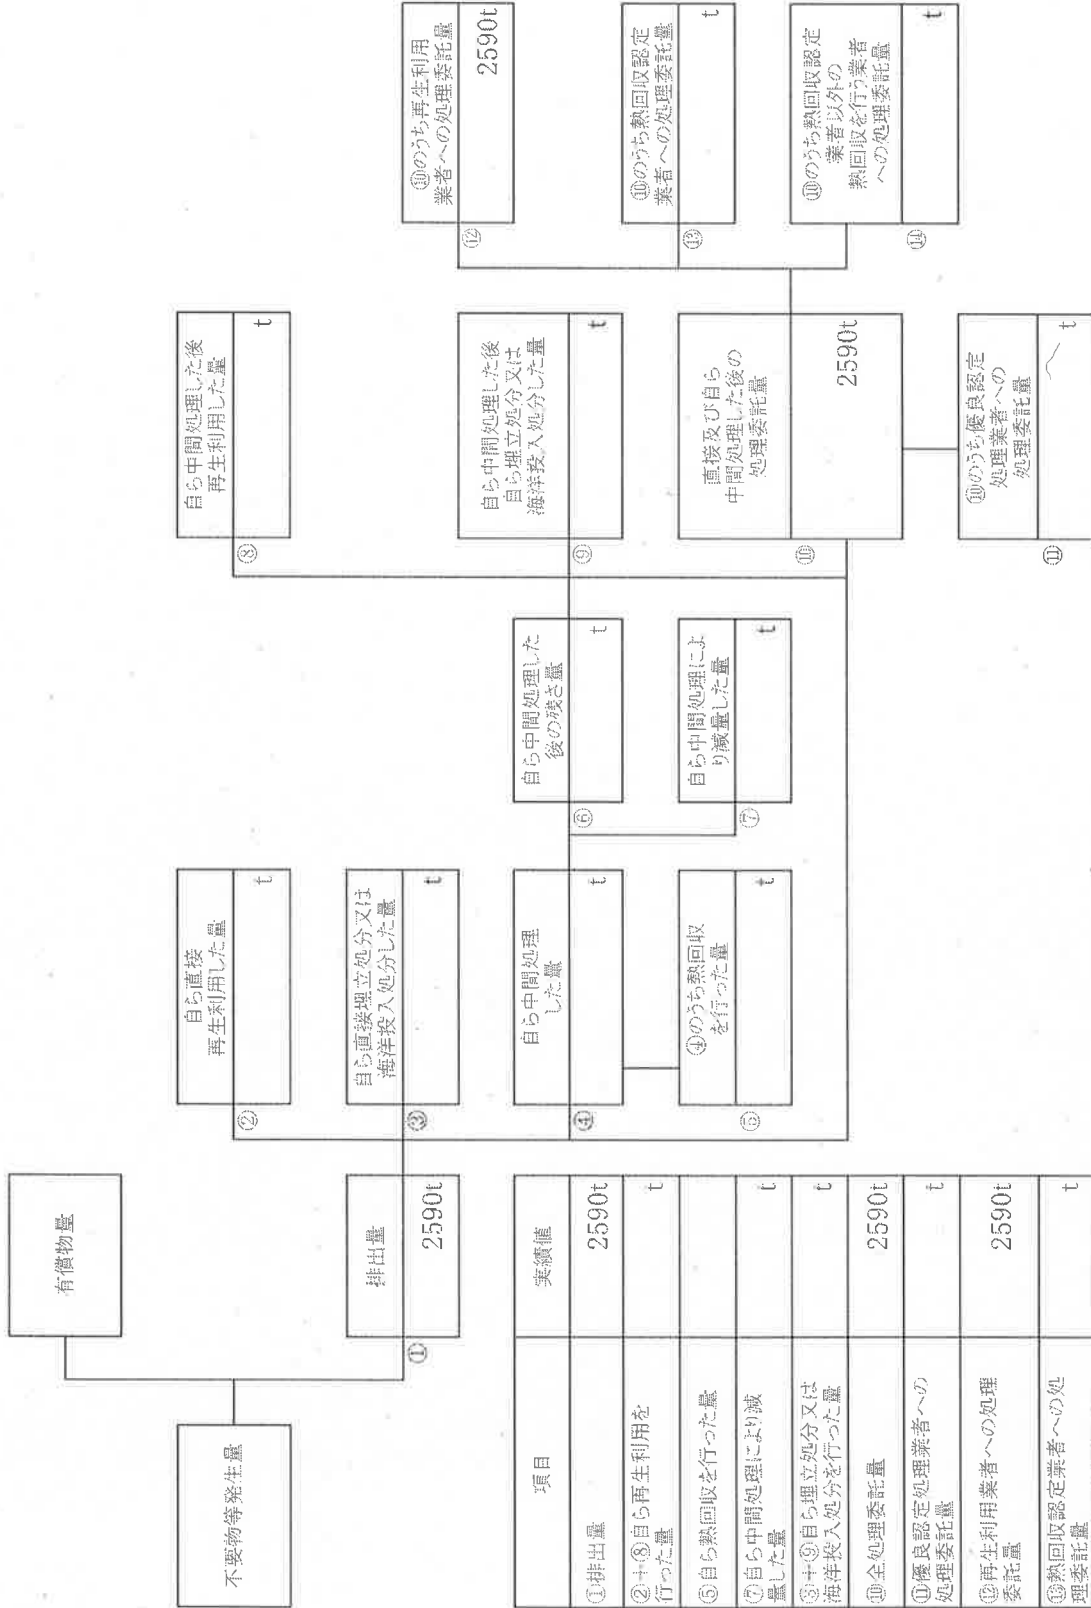 不要物等発生量
有償物量
①
排出量
2590t
②
自ら直接
再生利用した量
t
③
自ら直接埋立処分又は
海洋投入処分した量
t
④
自ら中間処理
した量
t
⑤
④のうち熱回収
を行った量
t
⑥
自ら中間処理した
後の残さ量
t
⑦
自ら中間処理によ
り減量した量
t
⑧
自ら中間処理した後
再生利用した量
t
⑨
自ら中間処理した後
自ら埋立処分又は
海洋投入処分した量
t
⑩
直接及び自ら
中間処理した後の
処理委託量
2590t
⑪
⑩のうち優良認定
処理業者への
処理委託量
t
⑫
⑩のうち再生利用
業者への処理委託量
2590t
⑬
⑩のうち熱回収認定
業者への処理委託量
t
⑭
⑩のうち熱回収認定
業者以外の
熱回収を行う業者
への処理委託量
t
項目
実績値
①排出量
2590t
②+⑧自ら再生利用を
行った量
t
⑤自ら熱回収を行った量
⑦自ら中間処理により減
量した量
t
③+⑨自ら埋立処分又は
海洋投入処分を行った量
t
⑩全処理委託量
2590t
⑪優良認定処理業者への
処理委託量
t
⑫再生利用業者への処理
委託量
2590t
⑬熱回収認定業者への処
理委託量
t